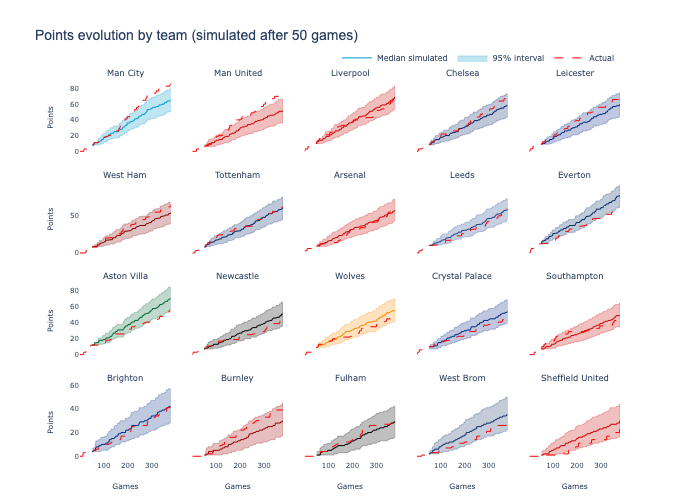 Points evolution by team (simulated after 50 games)
Median simulated 95% interval Actual
Man City Man United Liverpool Chelsea Leicester
80
60
40
20
0
Points
West Ham Tottenham Arsenal Leeds Everton
50
0
Points
Aston Villa Newcastle Wolves Crystal Palace Southampton
80
60
40
20
0
Points
Brighton Burnley Fulham West Brom Sheffield United
60
40
20
0
Points
100 200 300 100 200 300 100 200 300 100 200 300 100 200 300
Games Games Games Games Games